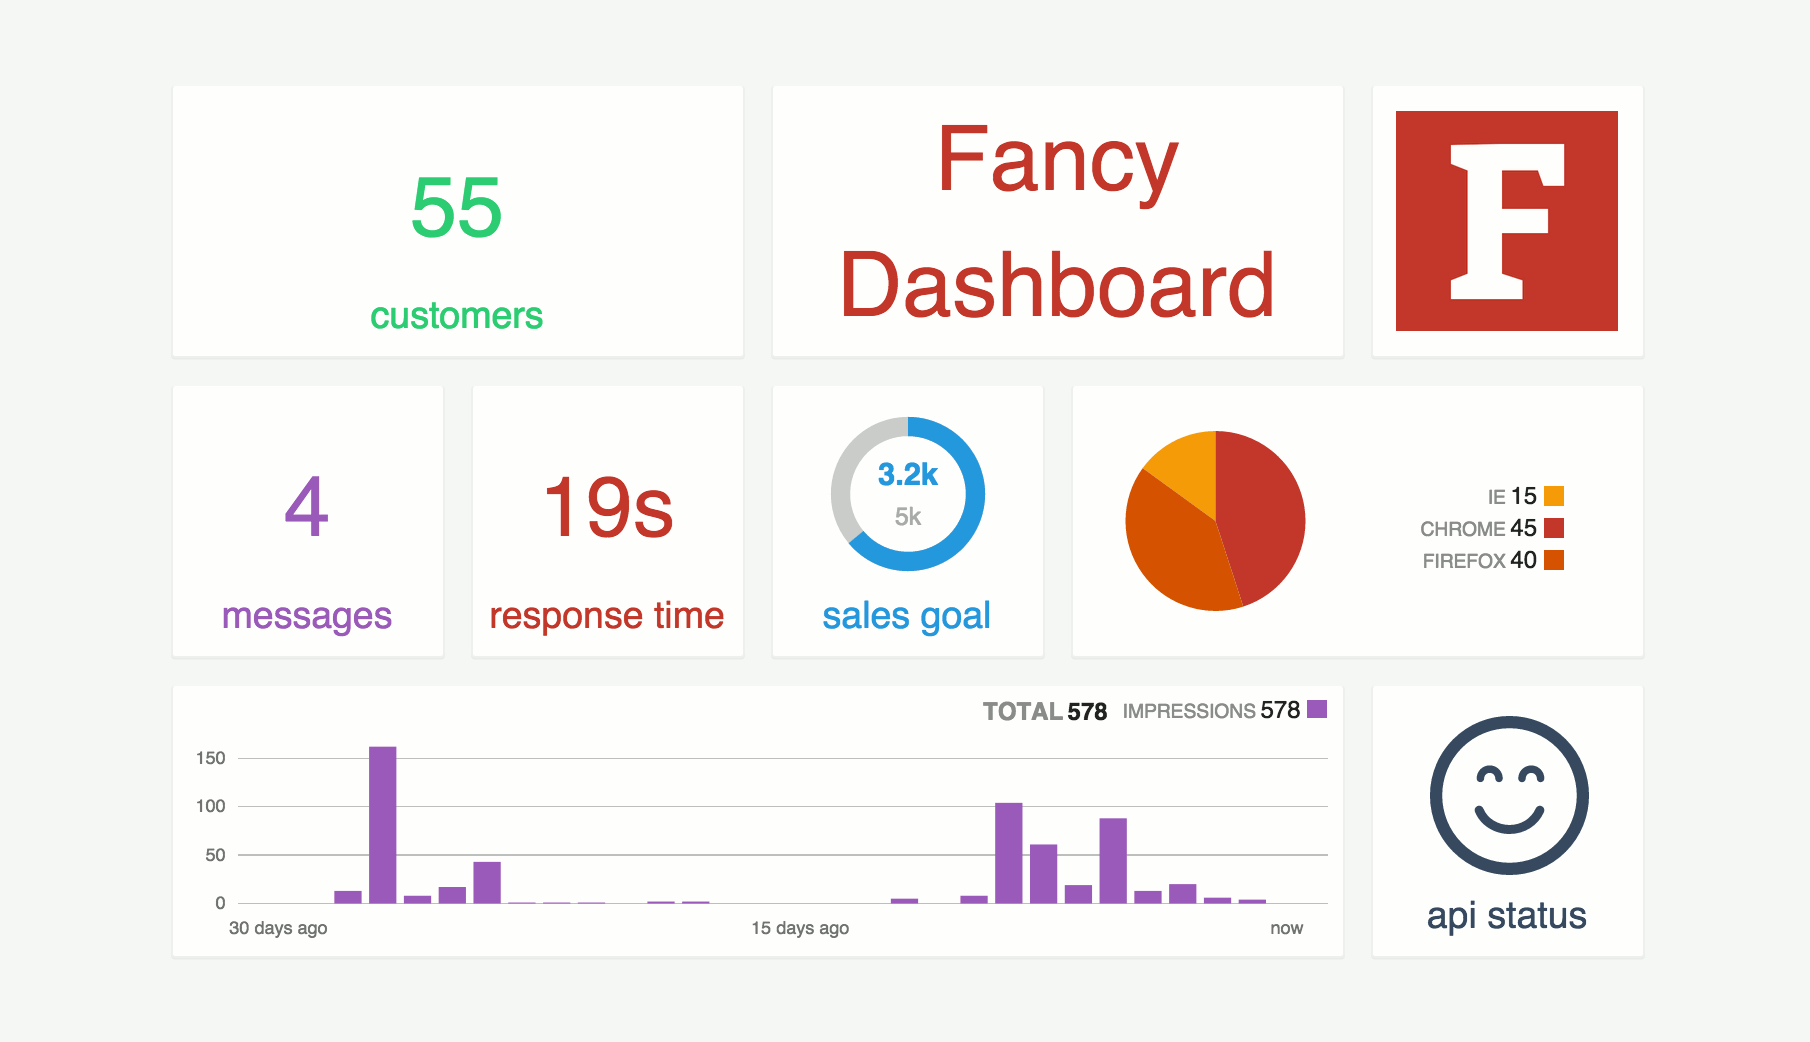 55
customers
Fancy
Dashboard
F
4
messages
19s
response time
3.2k
5k
sales goal
IE 15
CHROME 45
FIREFOX 40
TOTAL 578 IMPRESSIONS 578
150
100
50
0
30 days ago 15 days ago now
api status